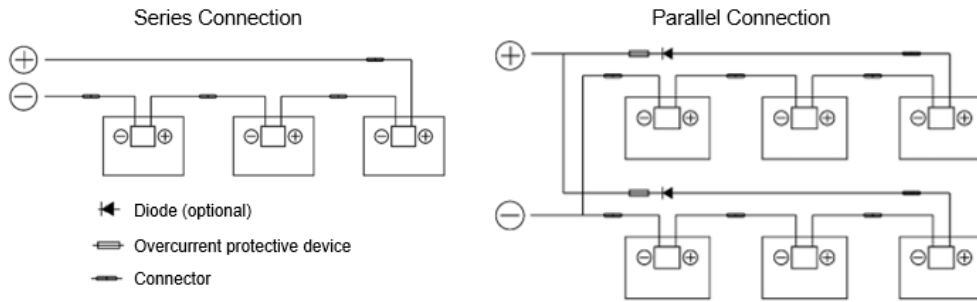 Series Connection
Diode (optional)
Overcurrent protective device
Connector
Parallel Connection